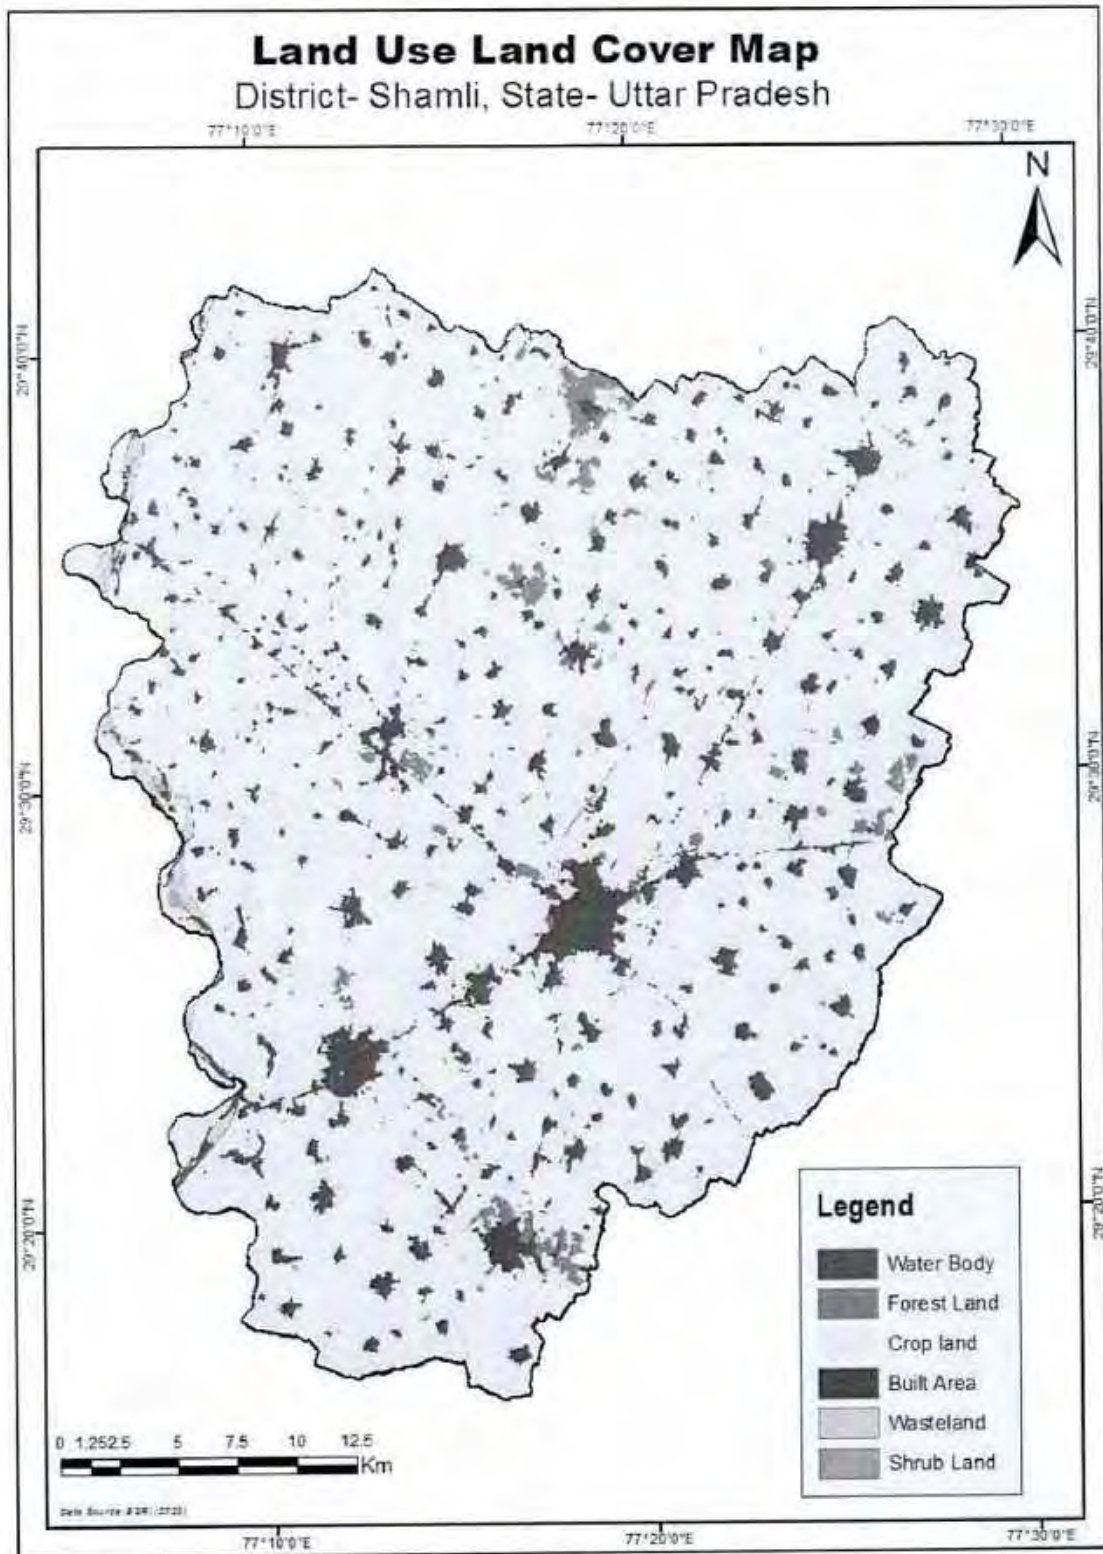 Land Use Land Cover Map
District- Shamli, State- Uttar Pradesh
77°10'0"E 77°20'0"E 77°30'0"E
N
29°40'0"N 29°40'0"N
29°30'0"N 29°30'0"N
29°20'0"N 29°20'0"N
Legend
Water Body
Forest Land
Crop land
Built Area
Wasteland
Shrub Land
0 1.252.5 5 7.5 10 12.5
Km
Data Source:
77°10'0"E 77°20'0"E 77°30'0"E